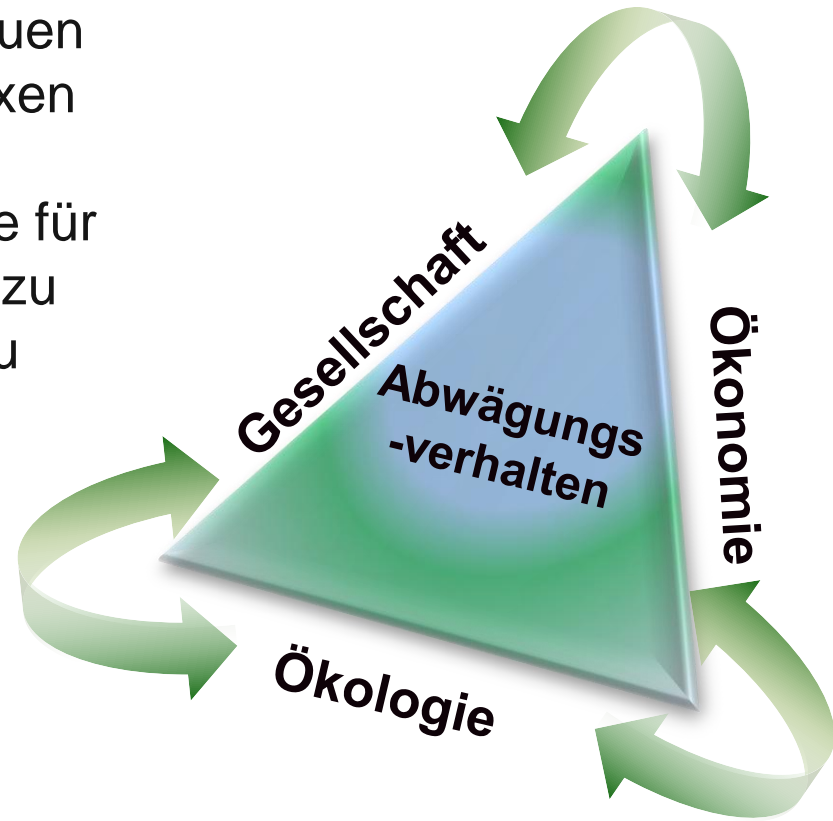 uen
xen
e für
zu
u
Gesellschaft
Ökonomie
Abwägungs
-verhalten
Ökologie